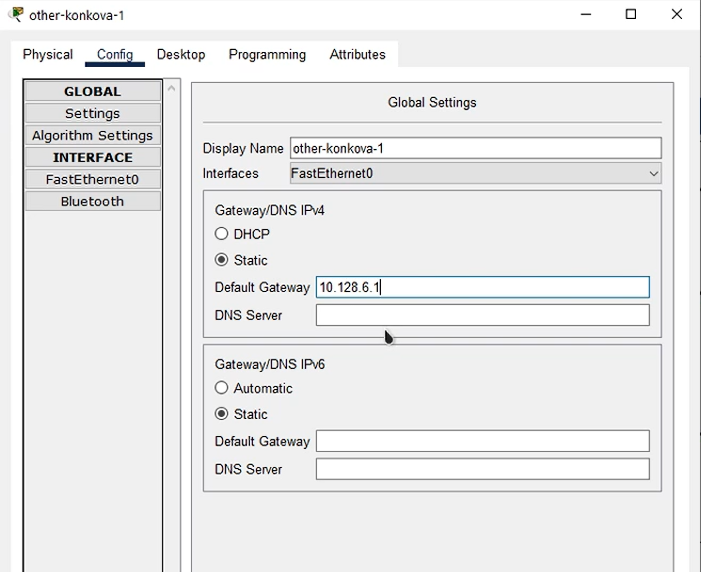 other-konkova-1
Physical Config Desktop Programming Attributes
GLOBAL
Settings
Algorithm Settings
INTERFACE
FastEthernet0
Bluetooth
Global Settings
Display Name other-konkova-1
Interfaces FastEthernet0
Gateway/DNS IPv4
DHCP
Static
Default Gateway 10.128.6.1
DNS Server
Gateway/DNS IPv6
Automatic
Static
Default Gateway
DNS Server